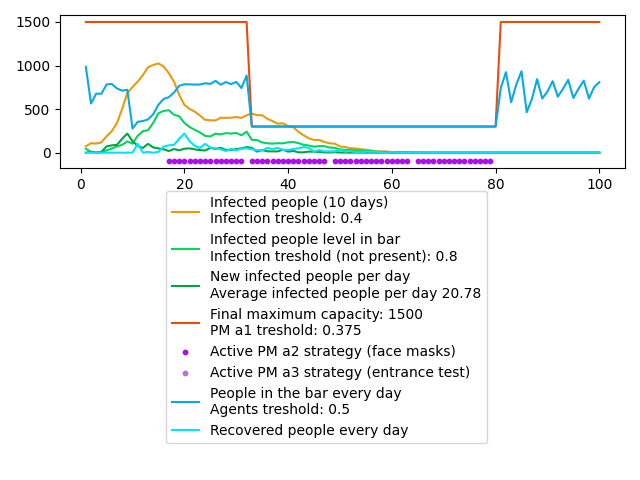 1500
1000
500
0
0
20
40
60
80
100
Infected people (10 days)
Infection treshold: 0.4
Infected people level in bar
Infection treshold (not present): 0.8
New infected people per day
Average infected people per day 20.78
Final maximum capacity: 1500
PM a1 treshold: 0.375
Active PM a2 strategy (face masks)
Active PM a3 strategy (entrance test)
People in the bar every day
Agents treshold: 0.5
Recovered people every day